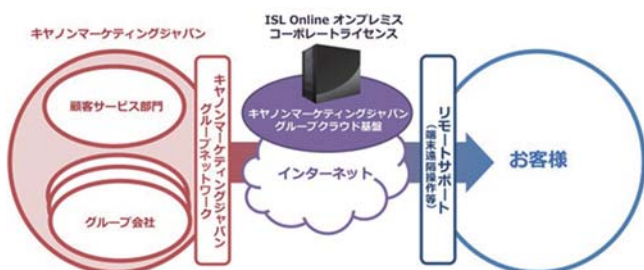 ISL Online オンプレミス
コーポレートライセンス
キヤノンマーケティングジャパン
顧客サービス部門
グループ会社
キヤノンマーケティングジャパン
グループネットワーク
キヤノンマーケティングジャパン
グループクラウド基盤
インターネット
リモートサポート
(端末遠隔操作等)
お客様